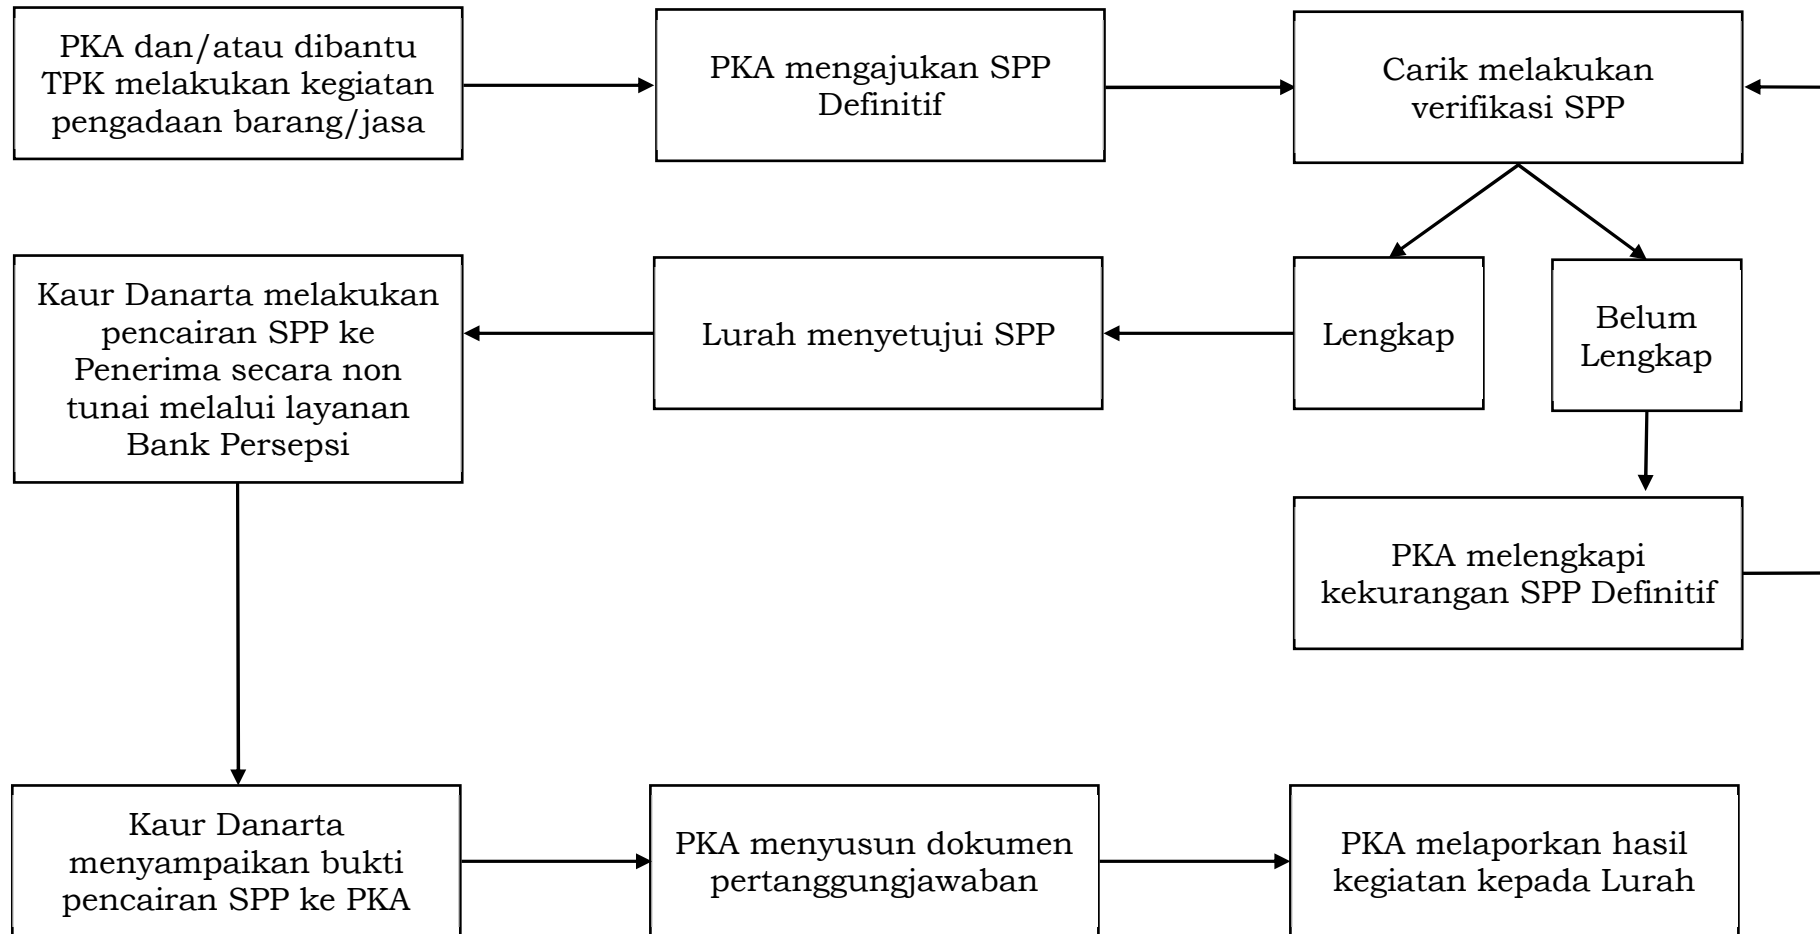 PKA dan/atau dibantu
TPK melakukan kegiatan
pengadaan barang/jasa
PKA mengajukan SPP
Definitif
Carik melakukan
verifikasi SPP
Kaur Danarta melakukan
pencairan SPP ke
Penerima secara non
tunai melalui layanan
Bank Persepsi
Lurah menyetujui SPP
Lengkap
Belum
Lengkap
PKA melengkapi
kekurangan SPP Definitif
Kaur Danarta
menyampaikan bukti
pencairan SPP ke PKA
PKA menyusun dokumen
pertanggungjawaban
PKA melaporkan hasil
kegiatan kepada Lurah